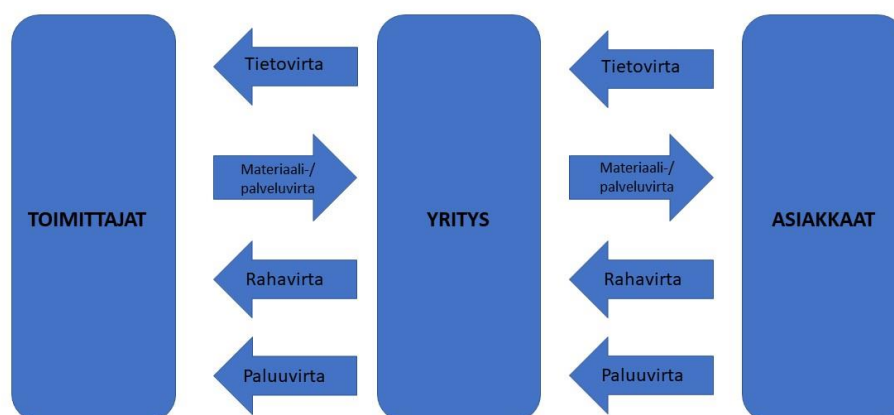 Tietovirta
Tietovirta
Materiaali-/
palveluvirta
Materiaali-/
palveluvirta
TOIMITTAJAT
YRITYS
ASIAKKAAT
Rahavirta
Rahavirta
Paluuvirta
Paluuvirta